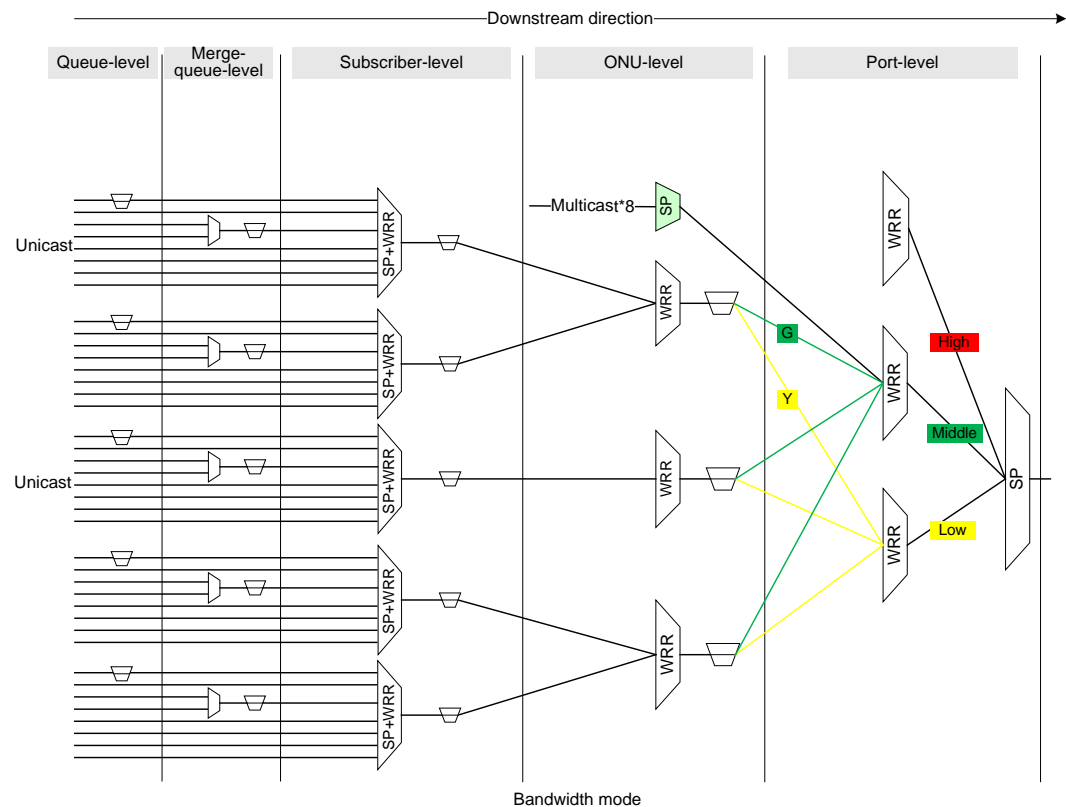 Downstream direction
Queue-level
Merge-
queue-level
Subscriber-level
ONU-level
Port-level
Multicast*8
SP
WRR
Unicast
SP+WRR
WRR
G
High
SP+WRR
WRR
Y
Middle
SP+WRR
WRR
Unicast
SP
WRR
Low
SP+WRR
WRR
SP+WRR
Bandwidth mode